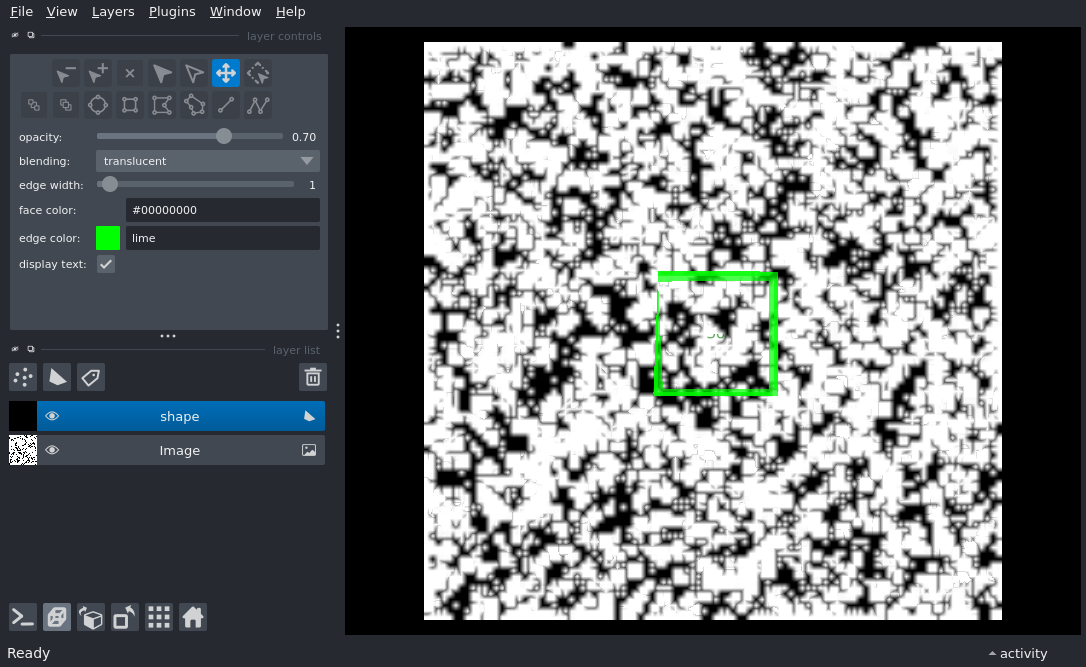 File View Layers Plugins Window Help
layer controls
opacity: 0.70
blending: translucent
edge width: 1
face color: #00000000
edge color: lime
display text:
layer list
shape
Image
Ready
activity